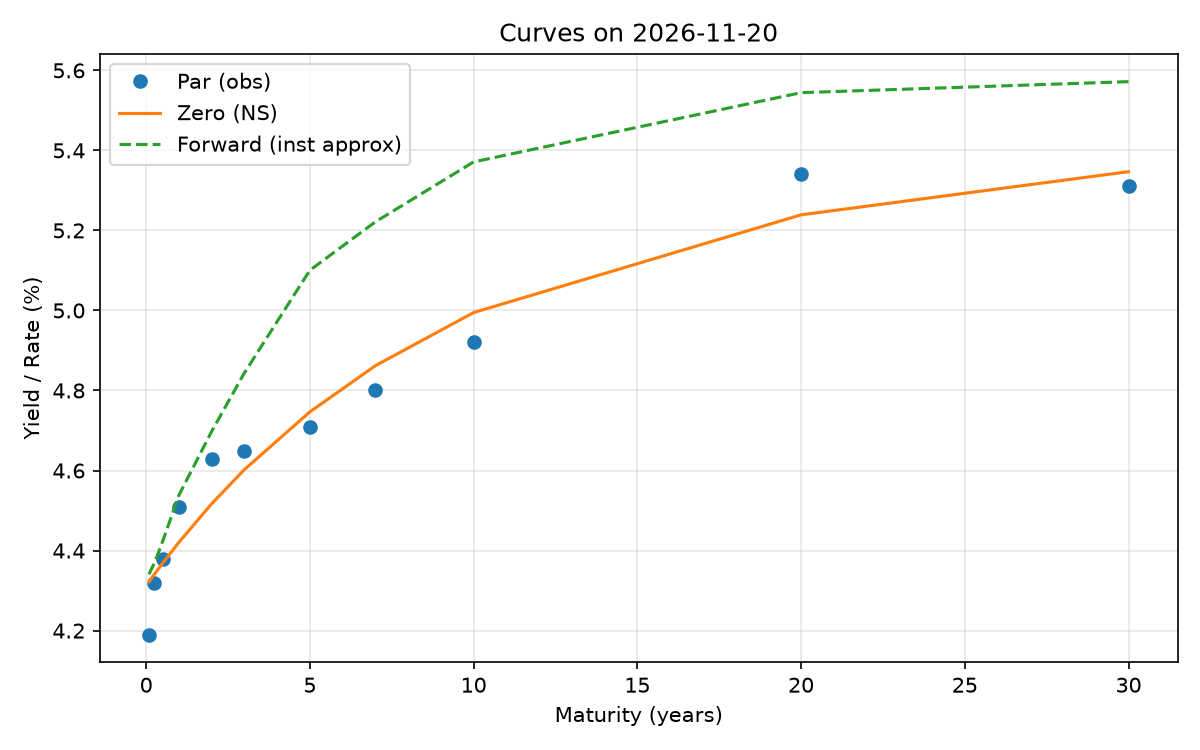 Curves on 2026-11-20
Par (obs)
Zero (NS)
Forward (inst approx)
Yield / Rate (%)
5.6
5.4
5.2
5.0
4.8
4.6
4.4
4.2
0 5 10 15 20 25 30
Maturity (years)